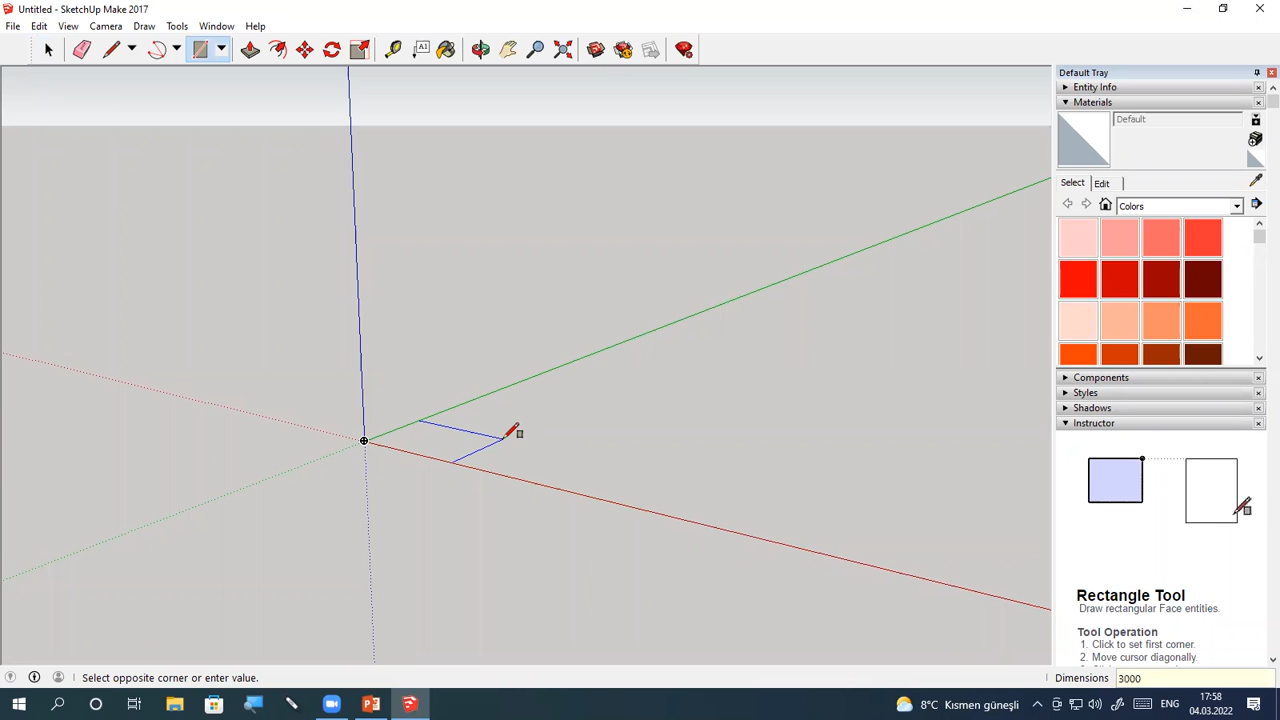 Untitled - SketchUp Make 2017
File Edit View Camera Draw Tools Window Help
A1
Default Tray
Entity Info
Materials
Default
Select Edit
Colors
Components
Styles
Shadows
Instructor
Rectangle Tool
Draw rectangular Face entities.
Tool Operation
1. Click to set first corner.
2. Move cursor diagonally.
Select opposite corner or enter value.
Dimensions 3000
8°C Kısmen güneşli
ENG
17:58
04.03.2022